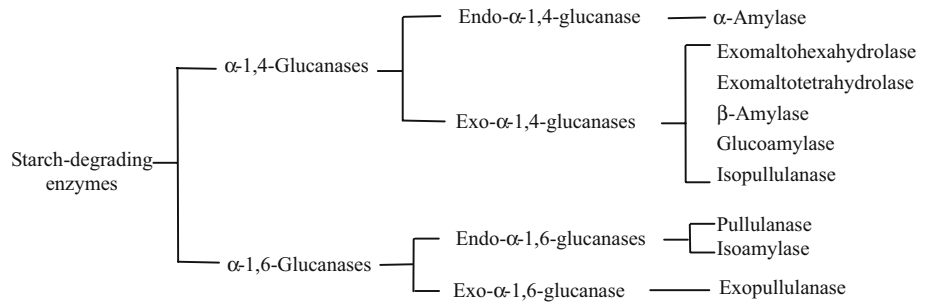 Endo-α-1,4-glucanase
α-Amylase
α-1,4-Glucanases
Exomaltohexahydrolase
Exomaltotetrahydrolase
Exo-α-1,4-glucanases
β-Amylase
Glucoamylase
Isopullulanase
Starch-degrading
enzymes
Endo-α-1,6-glucanases
Pullulanase
Isoamylase
α-1,6-Glucanases
Exo-α-1,6-glucanase
Exopullulanase